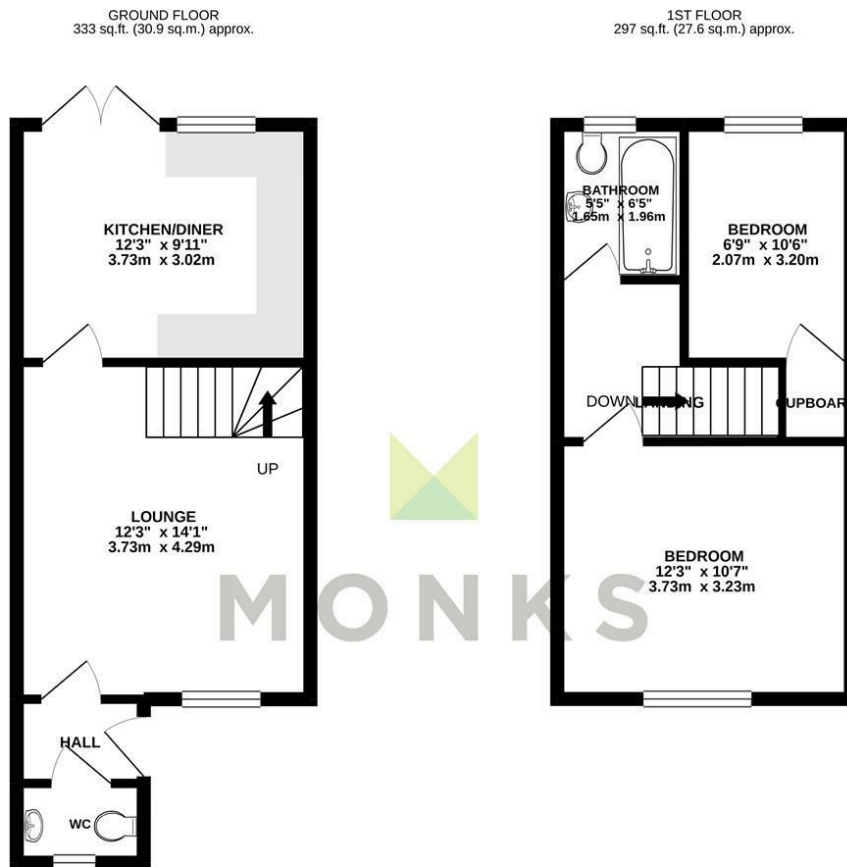 GROUND FLOOR
333 sq.ft. (30.9 sq.m.) approx.
KITCHEN/DINER
12'3" x 9'11"
3.73m x 3.02m
UP
LOUNGE
12'3" x 14'1"
3.73m x 4.29m
HALL
WC
1ST FLOOR
297 sq.ft. (27.6 sq.m.) approx.
BATHROOM
5'5" x 6'5"
1.65m x 1.96m
BEDROOM
6'9" x 10'6"
2.07m x 3.20m
DOWN
LANDING
CUPBOAR
BEDROOM
12'3" x 10'7"
3.73m x 3.23m
MONKS